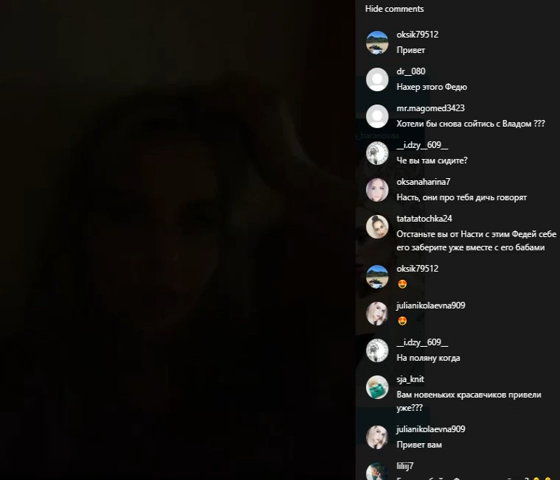 Hide comments
oksik79512
Привет
dr__080
Нахер этого Федю
mr.magomed3423
Хотели бы снова сойтись с Владом ???
__i.dzy__609__
Че вы там сидите?
oksanaharina7
Насть, они про тебя дичь говорят
tatatatochka24
Отстаньте вы от Насти с этим Федей себе
его заберите уже вместе с его бабами
oksik79512
🤩
julianikolaevna909
🤩
__i.dzy__609__
На поляну когда
sja_knit
Вам новеньких красавчиков привели
уже???
julianikolaevna909
Привет вам
liliij7